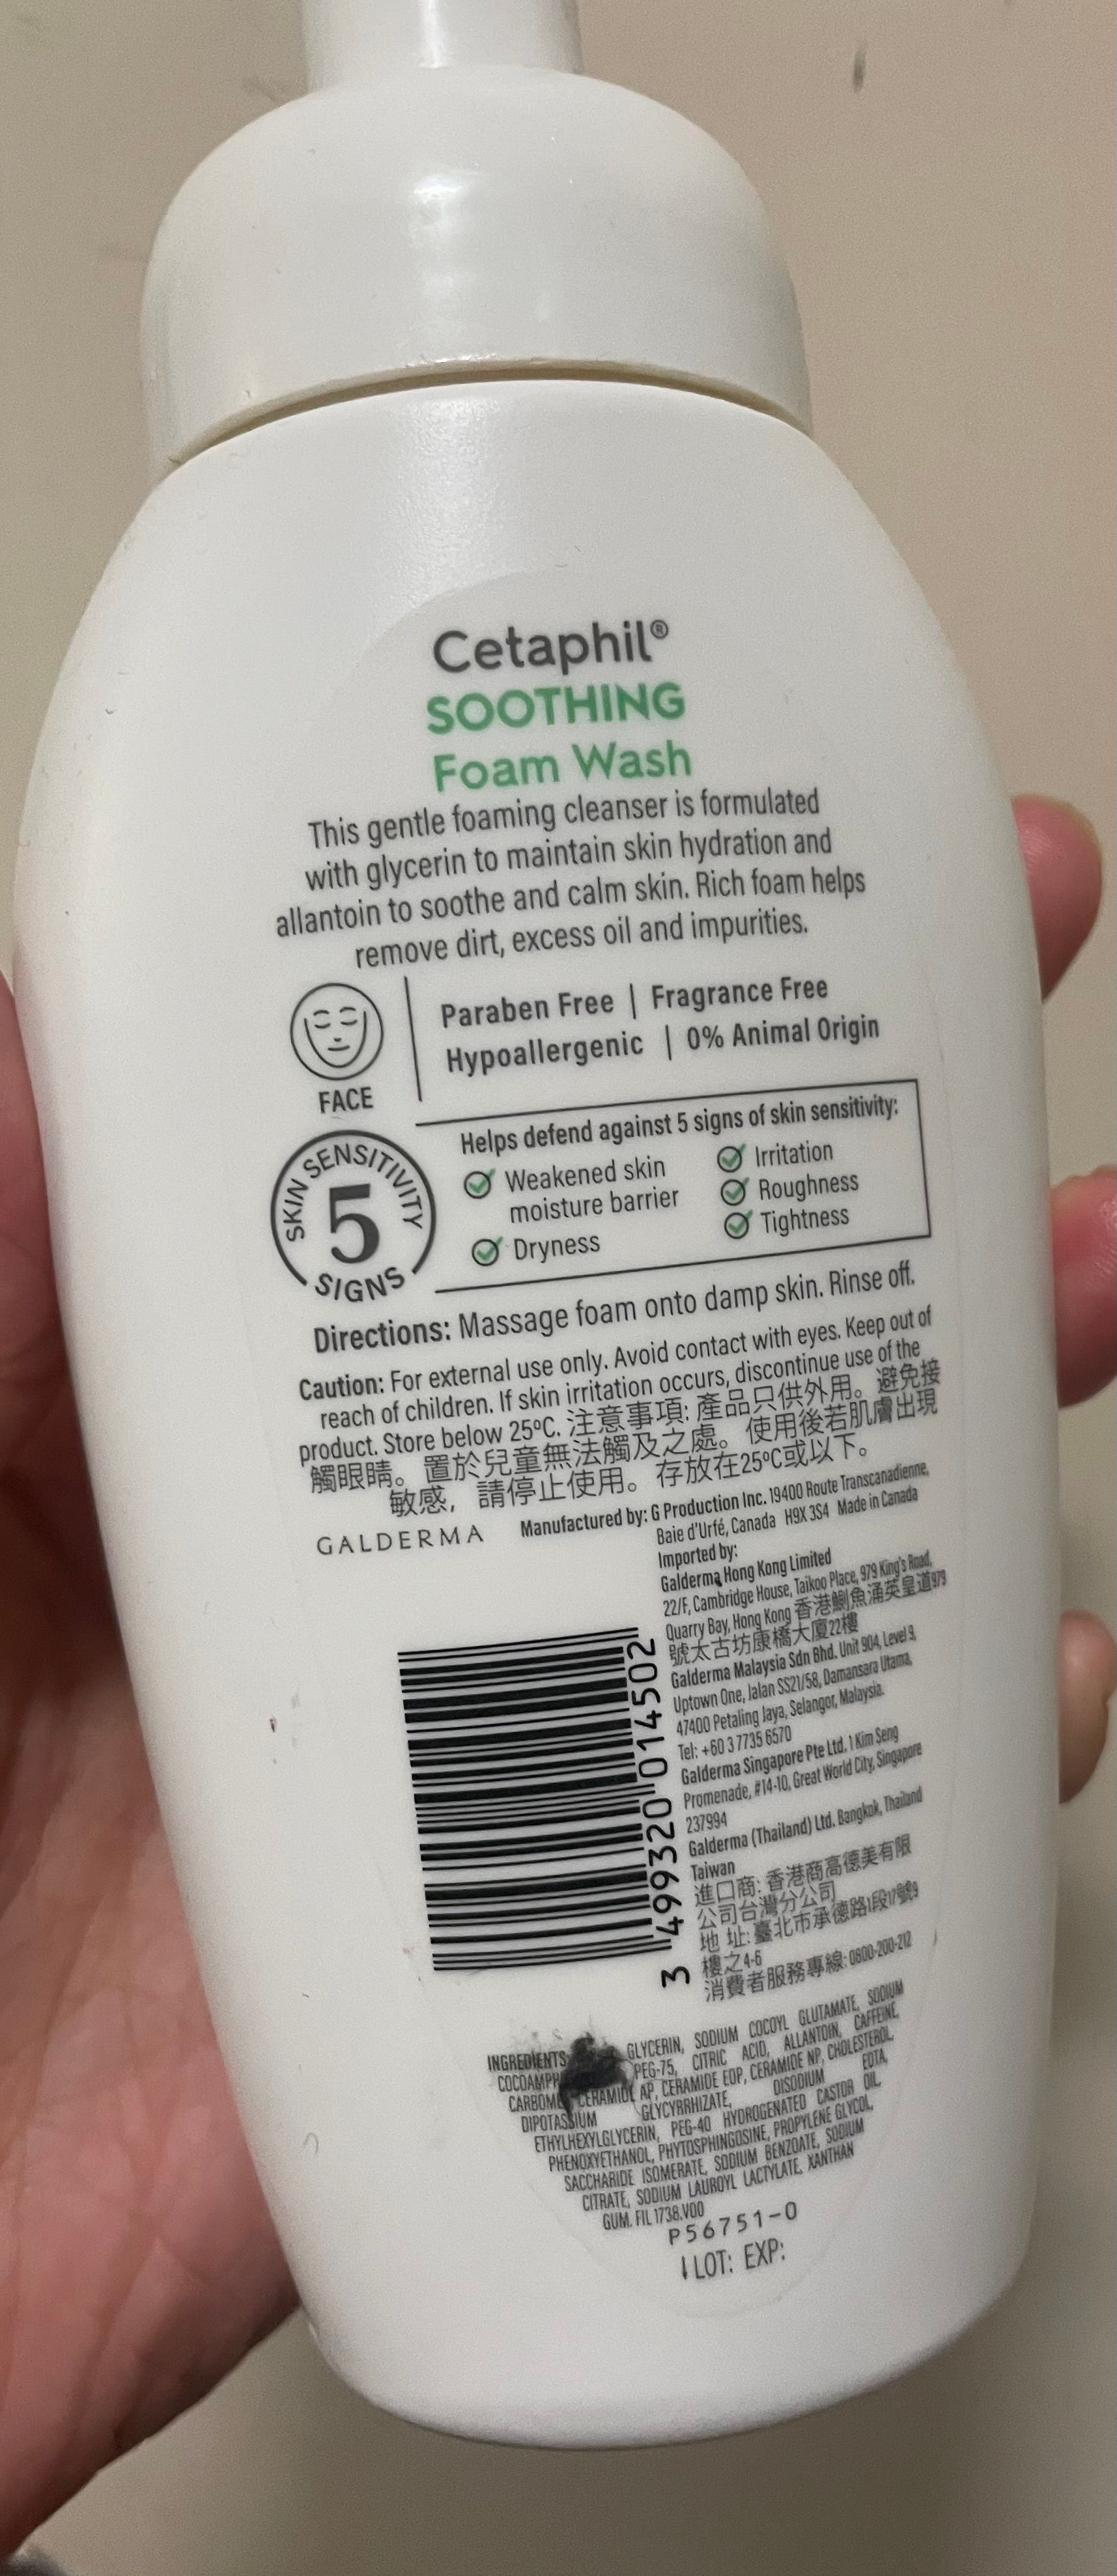 Cetaphil®
SOOTHING
Foam Wash
This gentle foaming cleanser is formulated
with glycerin to maintain skin hydration and
allantoin to soothe and calm skin. Rich foam helps
remove dirt, excess oil and impurities.
FACE
Paraben Free | Fragrance Free
Hypoallergenic | 0% Animal Origin
SKIN SENSITIVITY
5
SIGNS
Helps defend against 5 signs of skin sensitivity:
Weakened skin
moisture barrier
Dryness
Irritation
Roughness
Tightness
Directions: Massage foam onto damp skin. Rinse off.
Caution: For external use only. Avoid contact with eyes. Keep out of
reach of children. If skin irritation occurs, discontinue use of the
product. Store below 25ºC. 注意事項: 產品只供外用。避免接
觸眼睛。置於兒童無法觸及之處。使用後若肌膚出現
敏感，請停止使用。存放在25ºC或以下。
GALDERMA
Manufactured by: G Production Inc. 19400 Route Transcanadienne,
Baie d'Urfé, Canada H9X 3S4 Made in Canada
Imported by:
Galderma Hong Kong Limited
22/F, Cambridge House, Taikoo Place, 979 King's Road,
Quarry Bay, Hong Kong 香港鰂魚涌英皇道979
號太古坊康橋大廈22樓
Galderma Malaysia Sdn Bhd. Unit 904, Level 9,
Uptown One, Jalan SS21/58, Damansara Utama,
47400 Petaling Jaya, Selangor, Malaysia.
Tel: +60 3 7735 6570
Galderma Singapore Pte Ltd. 1 Kim Seng
Promenade, #14-10, Great World City, Singapore
237994
Galderma (Thailand) Ltd. Bangkok, Thailand
Taiwan
進口商: 香港商高德美有限
公司台灣分公司
地 址: 臺北市承德路1段17號9
樓之4-6
消費者服務專線: 0800-200-212
3 499320 014502
INGREDIENTS GLYCERIN, SODIUM COCOYL GLUTAMATE, SODIUM
PEG-75, CITRIC ACID, ALLANTOIN, CAFFEINE,
CERAMIDE AP, CERAMIDE EOP, CERAMIDE NP, CHOLESTEROL,
DIPOTASSIUM GLYCYRRHIZATE, DISODIUM EDTA,
ETHYLHEXYLGLYCERIN, PEG-40 HYDROGENATED CASTOR OIL,
PHENOXYETHANOL, PHYTOSPHINGOSINE, PROPYLENE GLYCOL,
SACCHARIDE ISOMERATE, SODIUM BENZOATE, SODIUM
CITRATE, SODIUM LAUROYL LACTYLATE, XANTHAN
GUM. FIL 1738.V00
P56751-0
LOT: EXP: